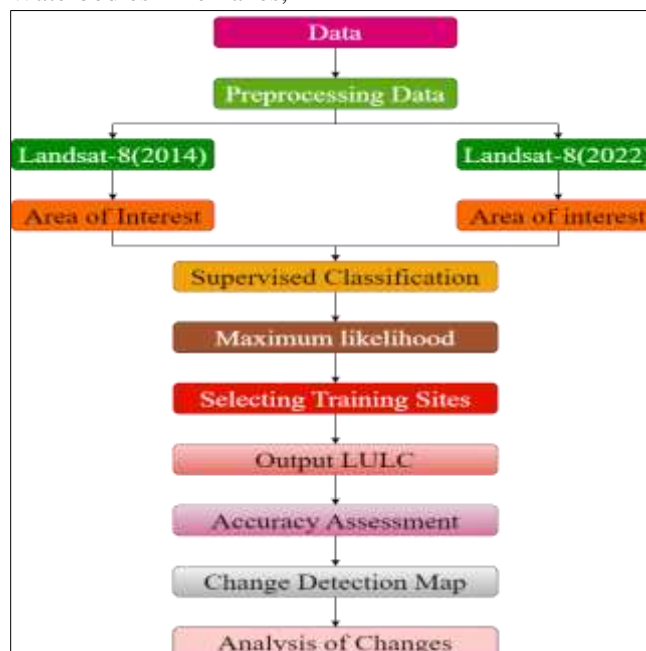 Data
Preprocessing Data
Landsat-8(2014)
Landsat-8(2022)
Area of Interest
Area of interest
Supervised Classification
Maximum likelihood
Selecting Training Sites
Output LULC
Accuracy Assessment
Change Detection Map
Analysis of Changes